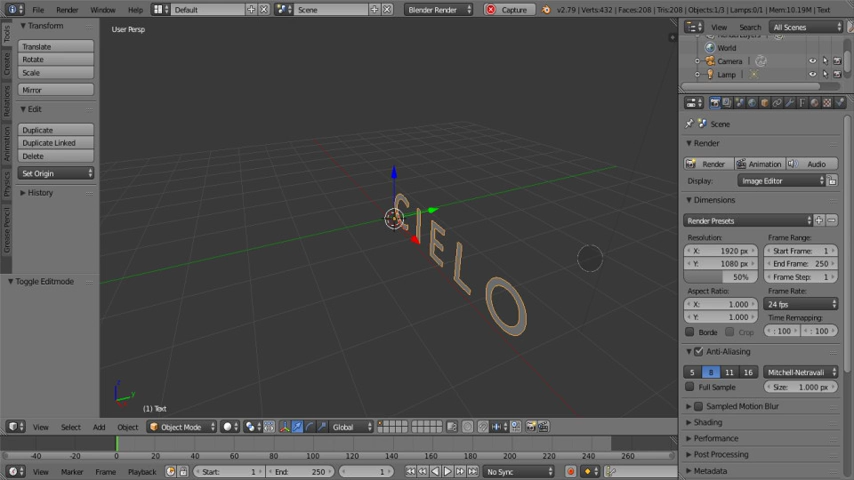 File Render Window Help Default Scene Blender Render Capture v2.79 | Verts:432 | Faces:208 | Tris:208 | Objects:1/3 | Lamps:0/1 | Mem:10.19M | Text
User Persp
Tools
Create
Relations
Animation
Physics
Grease Pencil
Transform
Translate
Rotate
Scale
Mirror
Edit
Duplicate
Duplicate Linked
Delete
Set Origin
History
Toggle Editmode
CIELO
(1) Text
View Select Add Object Object Mode Global
-40 -20 0 20 40 60 80 100 120 140 160 180 200 220 240 260
View Marker Frame Playback Start: 1 End: 250 1 No Sync
View Search All Scenes
World
Camera
Lamp
Scene
Render
Render Animation Audio
Display: Image Editor
Dimensions
Render Presets
Resolution: Frame Range:
X: 1920 px Start Frame: 1
Y: 1080 px End Frame: 250
50% Frame Step: 1
Aspect Ratio: Frame Rate:
X: 1.000 24 fps
Y: 1.000 Time Remapping:
Borde Crop : 100 : 100
Anti-Aliasing
5 8 11 16 Mitchell-Netravali
Full Sample Size: 1.000 px
Sampled Motion Blur
Shading
Performance
Post Processing
Metadata